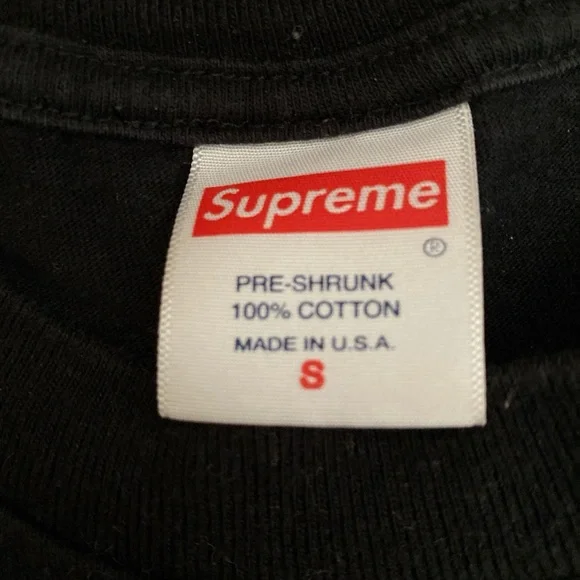 Supreme
®
PRE-SHRUNK
100% COTTON
MADE IN U.S.A.
S